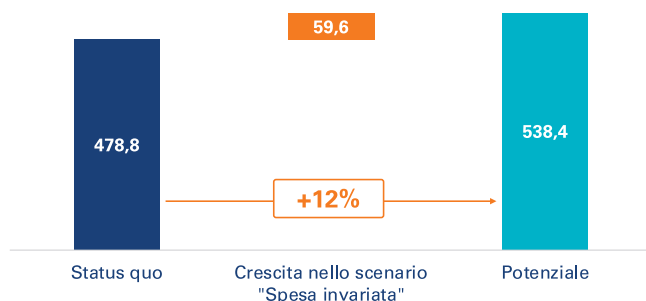 59,6
478,8
538,4
+12%
Status quo
Crescita nello scenario
"Spesa invariata"
Potenziale